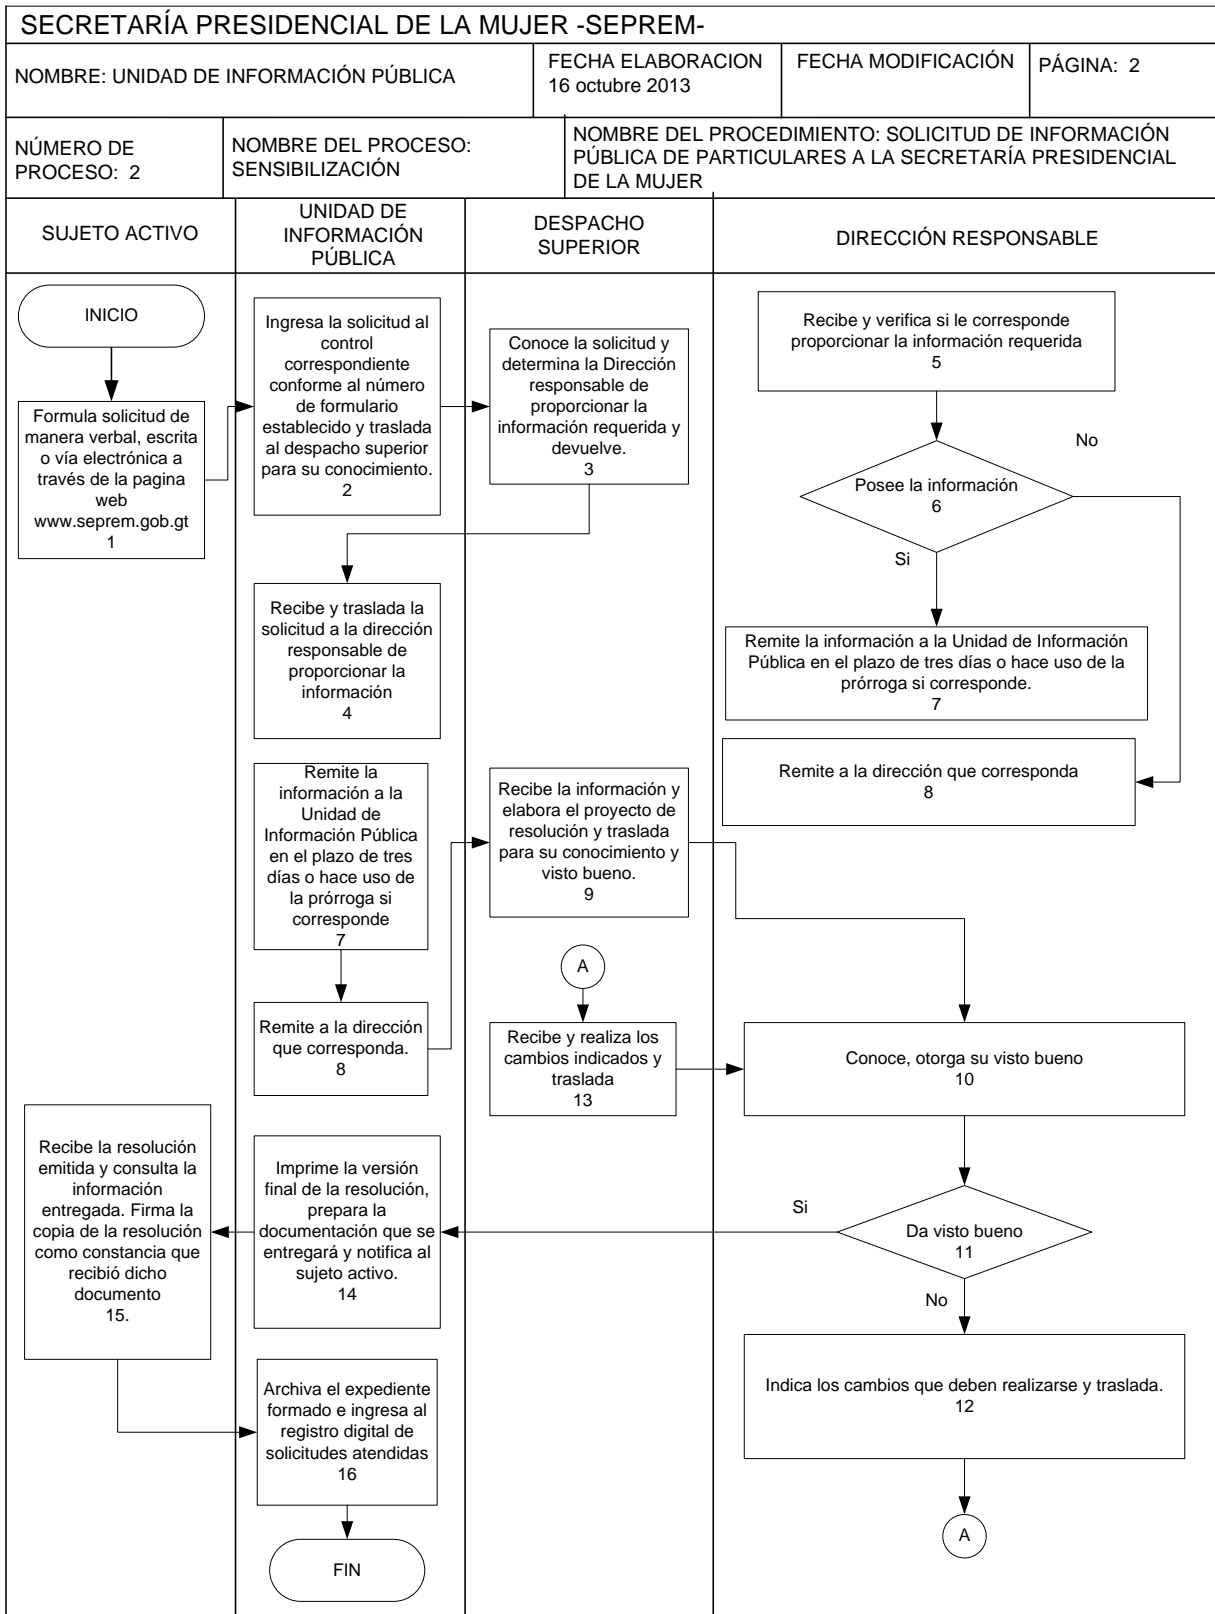 SECRETARÍA PRESIDENCIAL DE LA MUJER -SEPREM-
NOMBRE: UNIDAD DE INFORMACIÓN PÚBLICA
FECHA ELABORACION
16 octubre 2013
FECHA MODIFICACIÓN
PÁGINA: 2
NÚMERO DE
PROCESO: 2
NOMBRE DEL PROCESO:
SENSIBILIZACIÓN
NOMBRE DEL PROCEDIMIENTO: SOLICITUD DE INFORMACIÓN
PÚBLICA DE PARTICULARES A LA SECRETARÍA PRESIDENCIAL
DE LA MUJER
SUJETO ACTIVO
UNIDAD DE
INFORMACIÓN
PÚBLICA
DESPACHO
SUPERIOR
DIRECCIÓN RESPONSABLE
INICIO
Formula solicitud de
manera verbal, escrita
o vía electrónica a
través de la pagina
web
www.seprem.gob.gt
1
Ingresa la solicitud al
control
correspondiente
conforme al número
de formulario
establecido y traslada
al despacho superior
para su conocimiento.
2
Conoce la solicitud y
determina la Dirección
responsable de
proporcionar la
información requerida y
devuelve.
3
Recibe y traslada la
solicitud a la dirección
responsable de
proporcionar la
información
4
Recibe y verifica si le corresponde
proporcionar la información requerida
5
Posee la información
6
No
Si
Remite la información a la Unidad de Información
Pública en el plazo de tres días o hace uso de la
prórroga si corresponde.
7
Remite a la dirección que corresponda
8
Remite la
información a la
Unidad de
Información Pública
en el plazo de tres
días o hace uso de
la prórroga si
corresponde
7
Remite a la dirección
que corresponda.
8
Recibe la información y
elabora el proyecto de
resolución y traslada
para su conocimiento y
visto bueno.
9
A
Recibe y realiza los
cambios indicados y
traslada
13
Conoce, otorga su visto bueno
10
Da visto bueno
11
Si
No
Indica los cambios que deben realizarse y traslada.
12
A
Imprime la versión
final de la resolución,
prepara la
documentación que se
entregará y notifica al
sujeto activo.
14
Recibe la resolución
emitida y consulta la
información
entregada. Firma la
copia de la resolución
como constancia que
recibió dicho
documento
15.
Archiva el expediente
formado e ingresa al
registro digital de
solicitudes atendidas
16
FIN